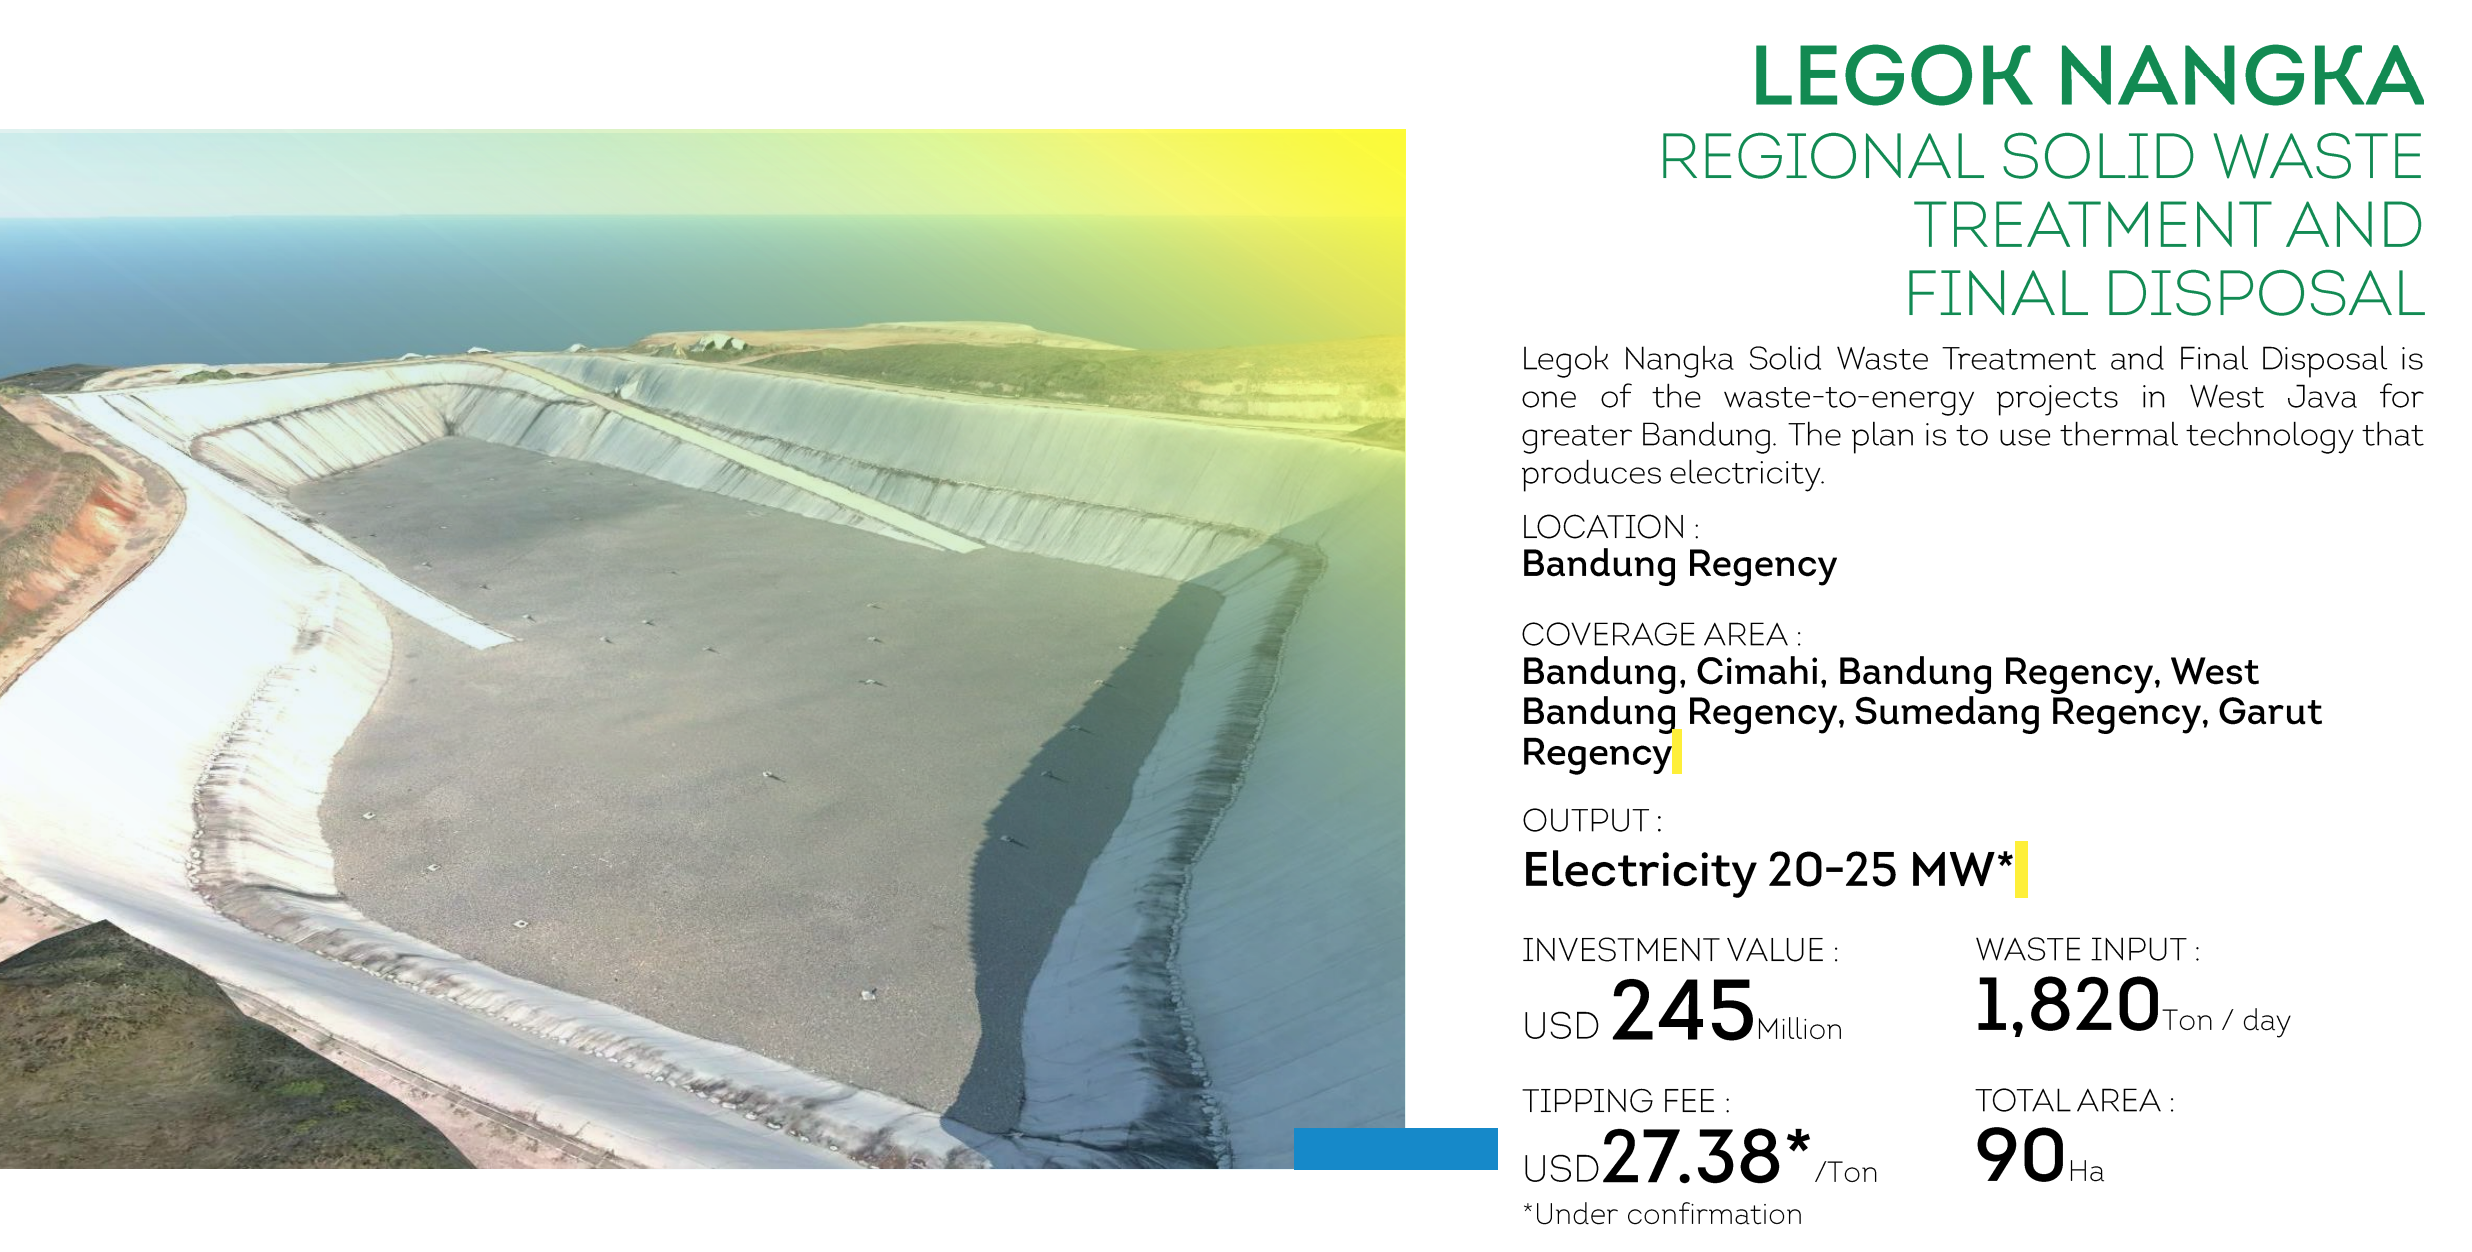 LEGOK NANGKA
REGIONAL SOLID WASTE
TREATMENT AND
FINAL DISPOSAL
Legok Nangka Solid Waste Treatment and Final Disposal is
one of the waste-to-energy projects in West Java for
greater Bandung. The plan is to use thermal technology that
produces electricity.
LOCATION :
Bandung Regency
COVERAGE AREA :
Bandung, Cimahi, Bandung Regency, West
Bandung Regency, Sumedang Regency, Garut
Regency
OUTPUT :
Electricity 20-25 MW*
INVESTMENT VALUE :
USD 245 Million
WASTE INPUT :
1,820 Ton / day
TIPPING FEE :
USD 27.38* /Ton
*Under confirmation
TOTAL AREA :
90 Ha